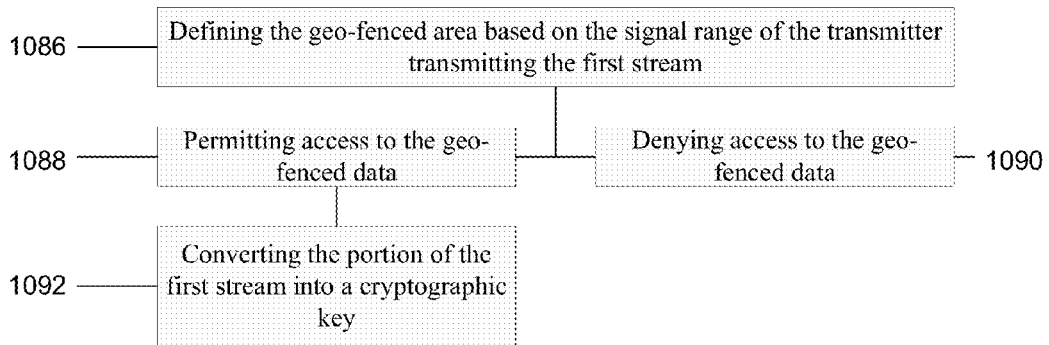 1086
Defining the geo-fenced area based on the signal range of the transmitter
transmitting the first stream
1088
Permitting access to the geo-
fenced data
Denying access to the geo-
fenced data
1090
1092
Converting the portion of the
first stream into a cryptographic
key